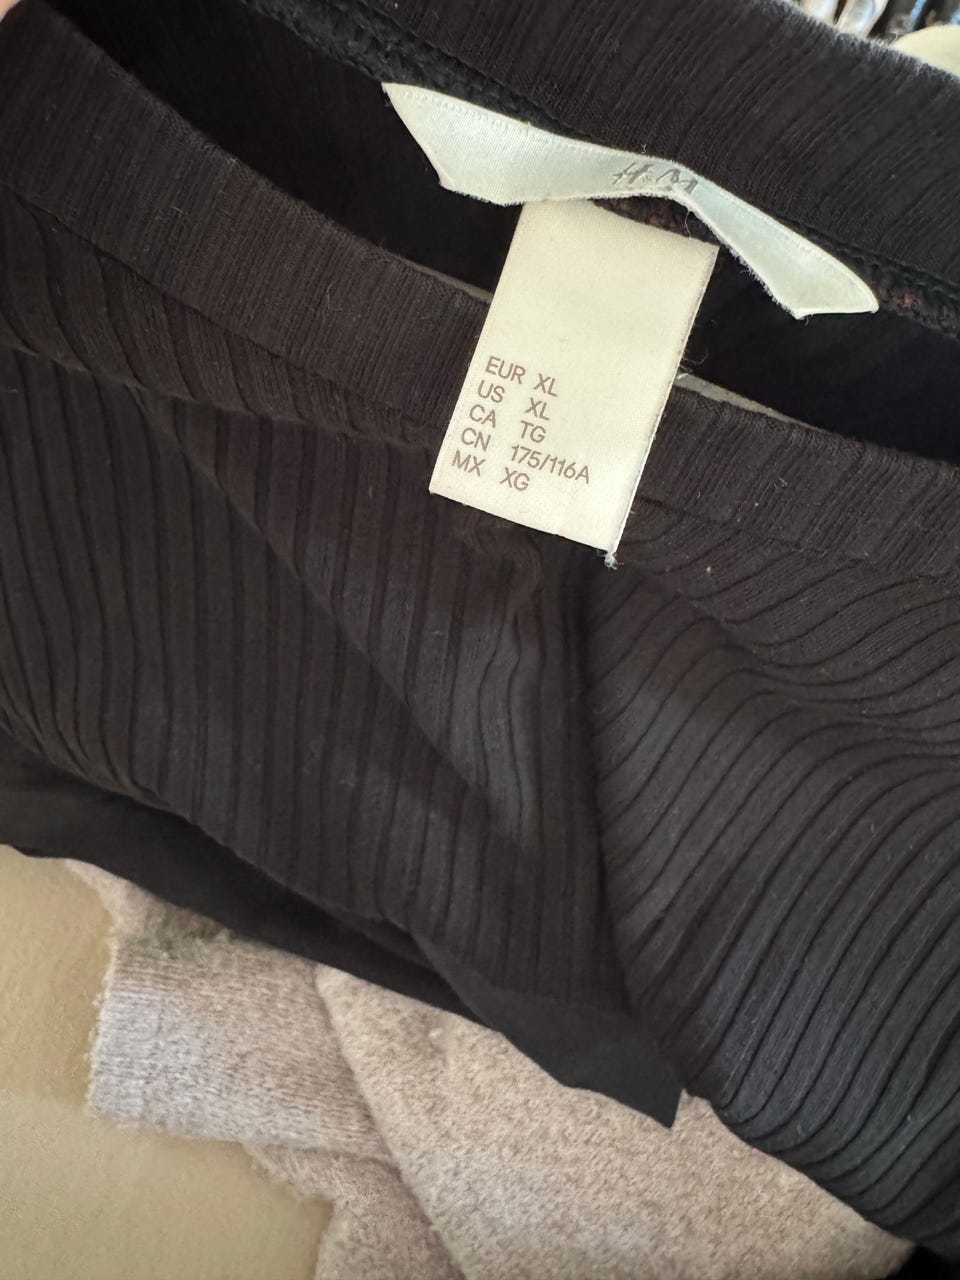 H&M
EUR XL
US XL
CA TG
CN 175/116A
MX XG